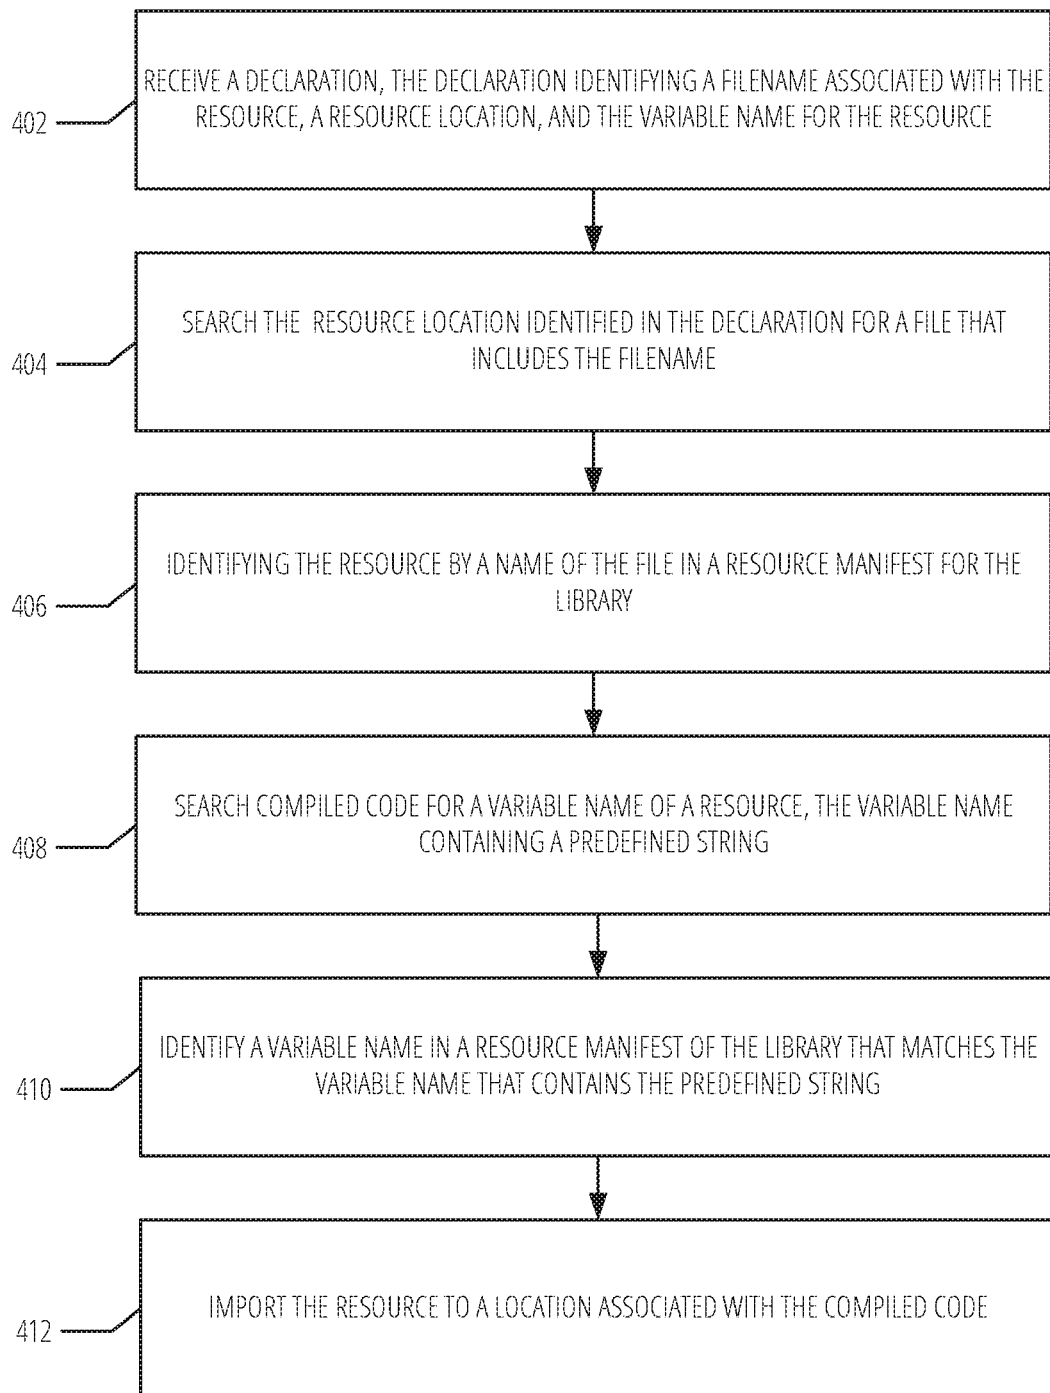 RECEIVE A DECLARATION, THE DECLARATION IDENTIFYING A FILENAME ASSOCIATED WITH THE
RESOURCE, A RESOURCE LOCATION, AND THE VARIABLE NAME FOR THE RESOURCE
402
SEARCH THE RESOURCE LOCATION IDENTIFIED IN THE DECLARATION FOR A FILE THAT
INCLUDES THE FILENAME
404
IDENTIFYING THE RESOURCE BY A NAME OF THE FILE IN A RESOURCE MANIFEST FOR THE
LIBRARY
406
SEARCH COMPILED CODE FOR A VARIABLE NAME OF A RESOURCE, THE VARIABLE NAME
CONTAINING A PREDEFINED STRING
408
IDENTIFY A VARIABLE NAME IN A RESOURCE MANIFEST OF THE LIBRARY THAT MATCHES THE
VARIABLE NAME THAT CONTAINS THE PREDEFINED STRING
410
IMPORT THE RESOURCE TO A LOCATION ASSOCIATED WITH THE COMPILED CODE
412